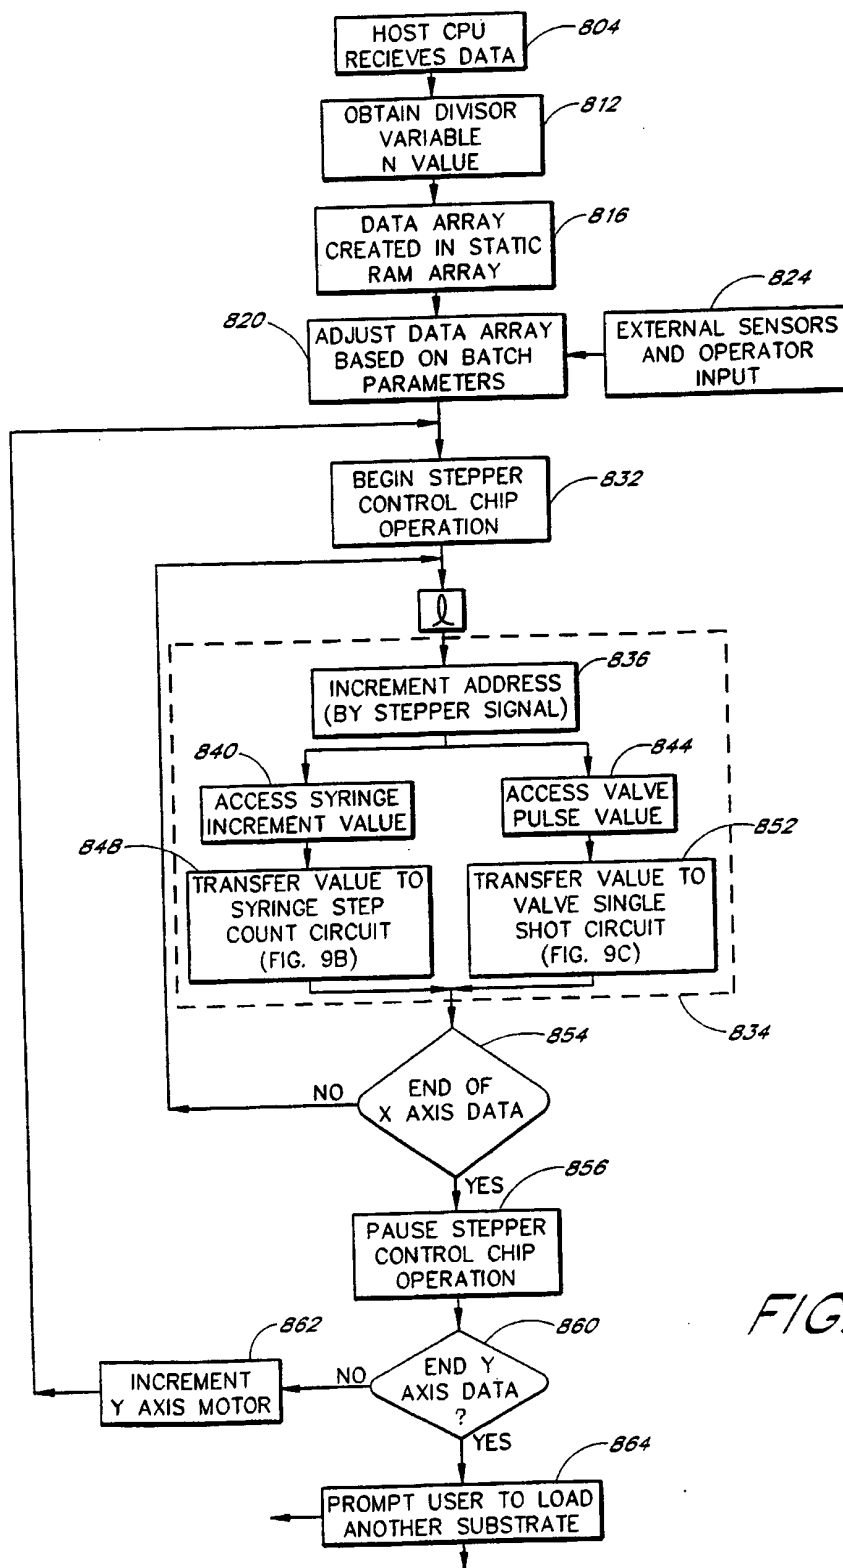 HOST CPU
RECIEVES DATA
804
OBTAIN DIVISOR
VARIABLE
N VALUE
812
DATA ARRAY
CREATED IN STATIC
RAM ARRAY
816
820
ADJUST DATA ARRAY
BASED ON BATCH
PARAMETERS
824
EXTERNAL SENSORS
AND OPERATOR
INPUT
BEGIN STEPPER
CONTROL CHIP
OPERATION
832
l
836
INCREMENT ADDRESS
(BY STEPPER SIGNAL)
840
ACCESS SYRINGE
INCREMENT VALUE
844
ACCESS VALVE
PULSE VALUE
848
TRANSFER VALUE TO
SYRINGE STEP
COUNT CIRCUIT
(FIG. 9B)
852
TRANSFER VALUE TO
VALVE SINGLE
SHOT CIRCUIT
(FIG. 9C)
834
854
END OF
X AXIS DATA
NO
YES
856
PAUSE STEPPER
CONTROL CHIP
OPERATION
FIG.
860
END Y
AXIS DATA
?
NO
862
INCREMENT
Y AXIS MOTOR
YES
864
PROMPT USER TO LOAD
ANOTHER SUBSTRATE